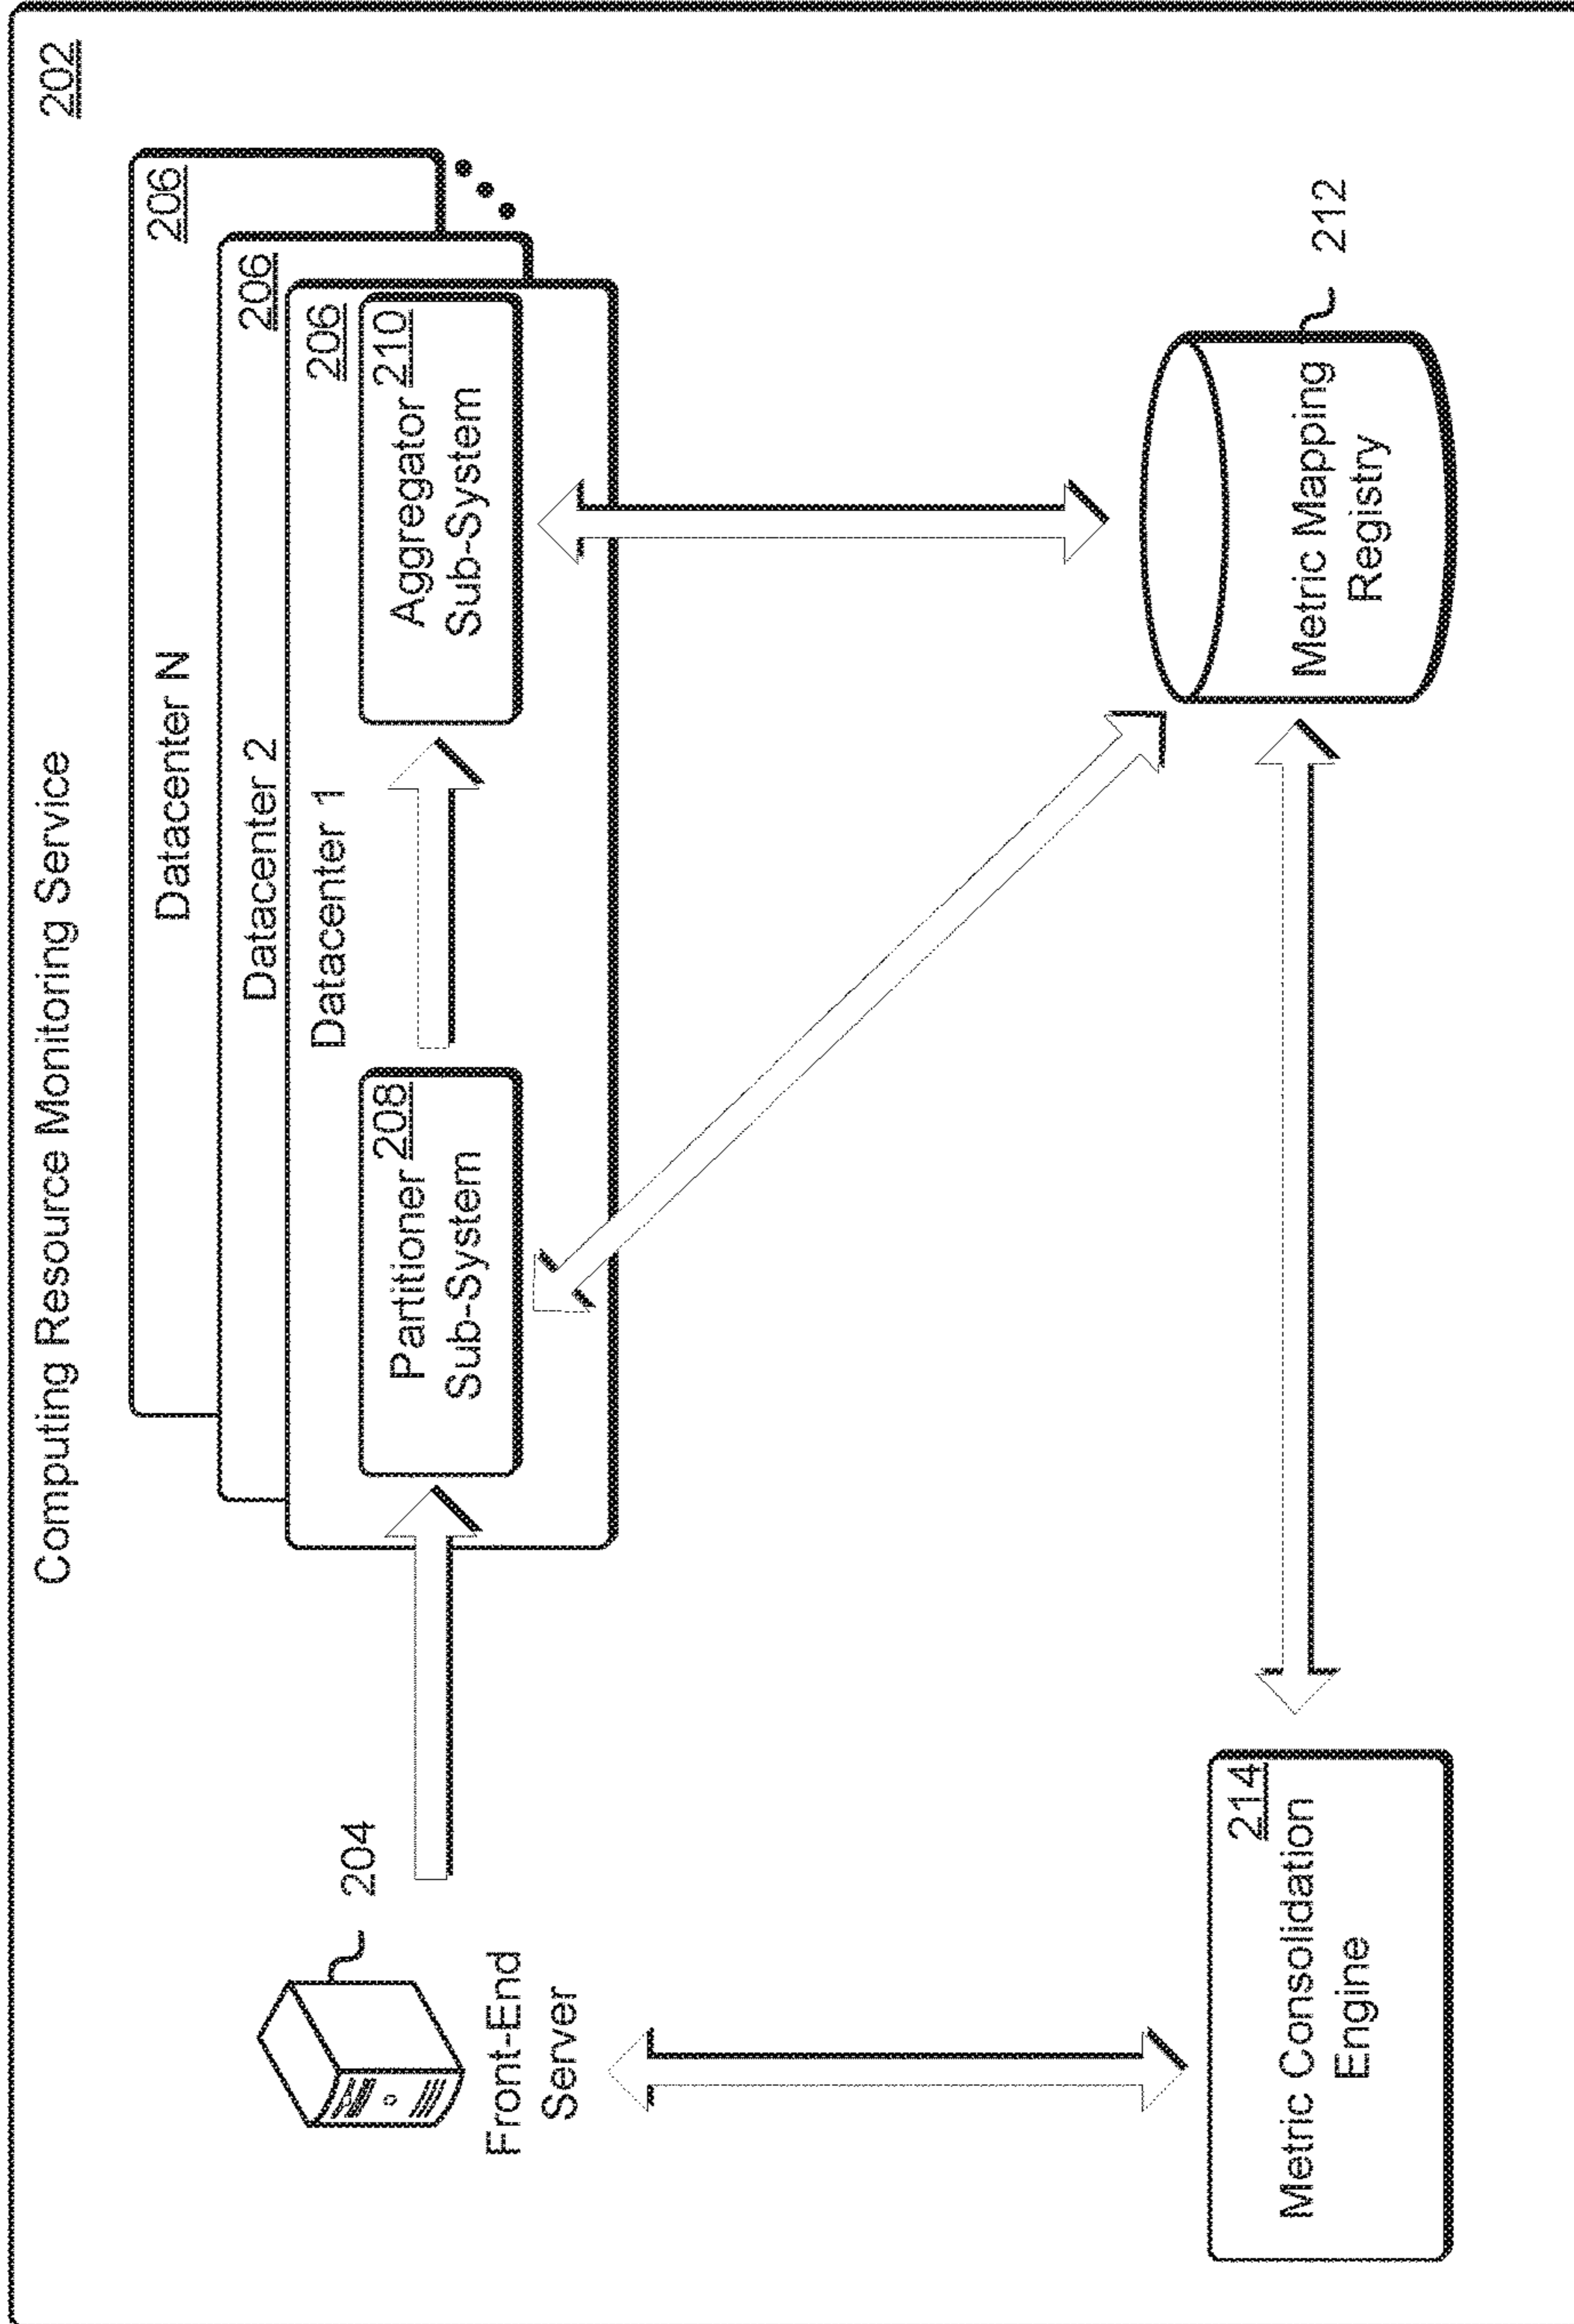 Computing Resource Monitoring Service
202
Datacenter N
206
Datacenter 2
206
Datacenter 1
206
204
Front-End
Server
Partitioner 208
Sub-System
Aggregator 210
Sub-System
214
Metric Consolidation
Engine
Metric Mapping
Registry
212